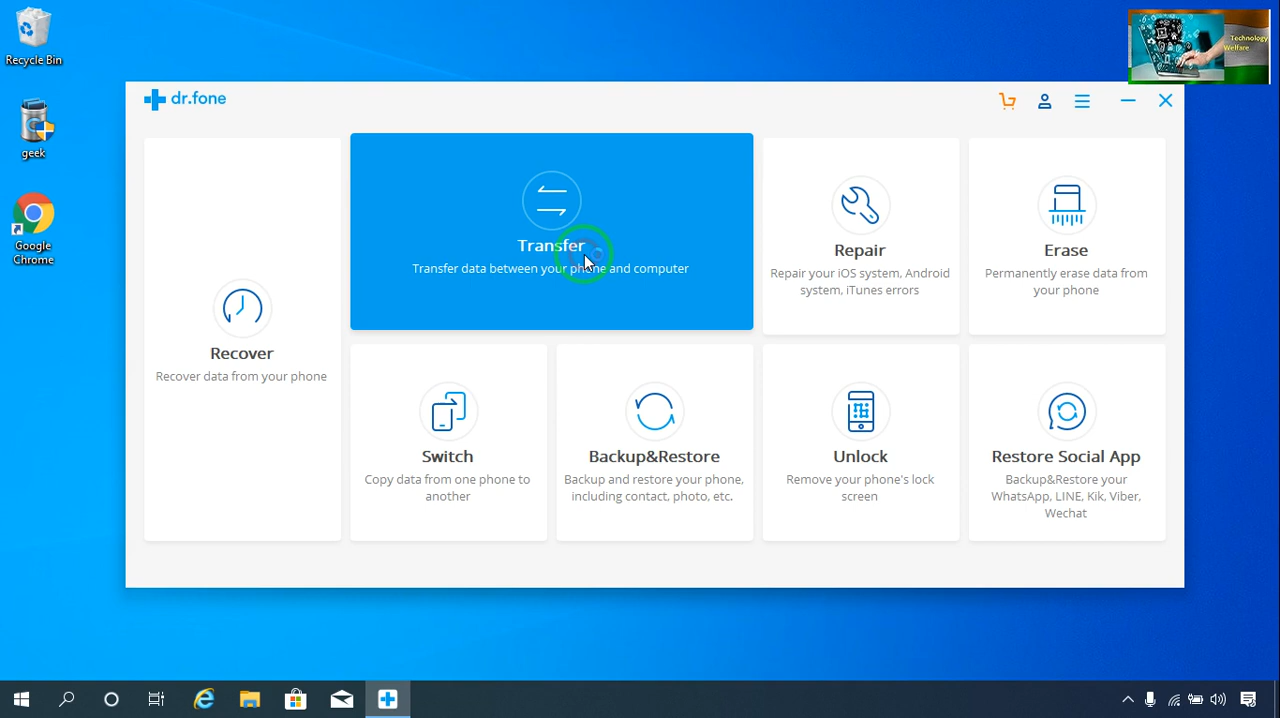 Recycle Bin
geek
Google
Chrome
dr.fone
Technology
Welfare
Recover
Recover data from your phone
Transfer
Transfer data between your phone and computer
Repair
Repair your iOS system, Android
system, iTunes errors
Erase
Permanently erase data from
your phone
Switch
Copy data from one phone to
another
Backup&Restore
Backup and restore your phone,
including contact, photo, etc.
Unlock
Remove your phone's lock
screen
Restore Social App
Backup&Restore your
WhatsApp, LINE, Kik, Viber,
Wechat